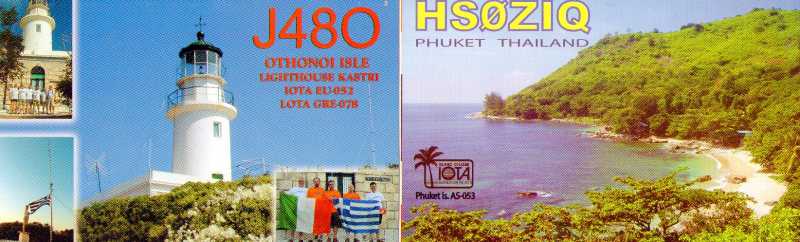 J48O
OTHONOI ISLE
LIGHTHOUSE KASTRI
IOTA EU-052
LOTA GRE-078
HSØZIQ
PHUKET THAILAND
IOTA
Phuket is. AS-053